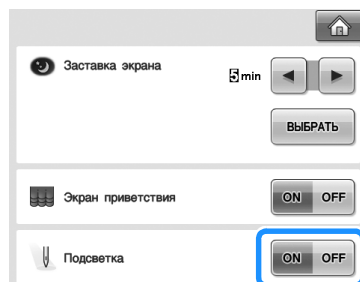 Заставка экрана
5 min
ВЫБРАТЬ
Экран приветствия ON OFF
Подсветка ON OFF